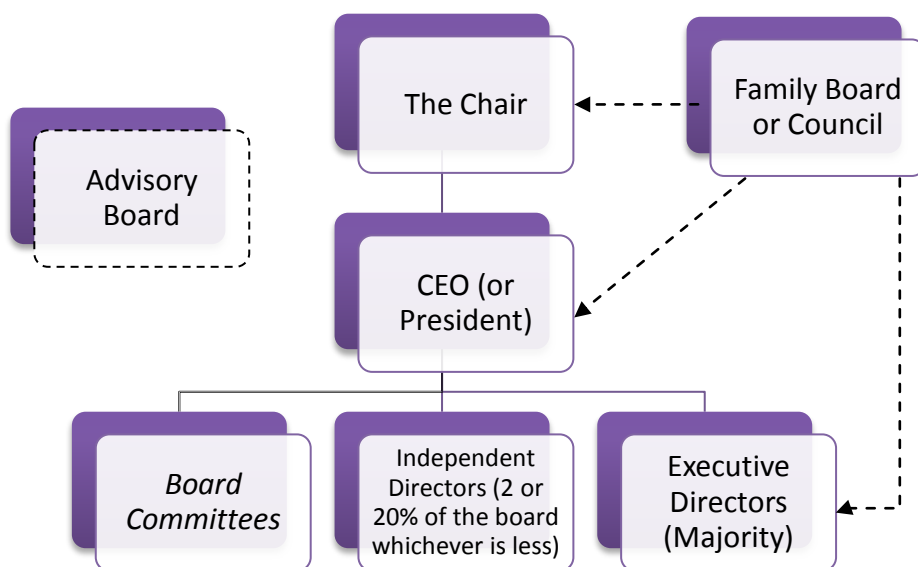 The Chair
Family Board
or Council
Advisory
Board
CEO (or
President)
Board
Committees
Independent
Directors (2 or
20% of the board
whichever is less)
Executive
Directors
(Majority)